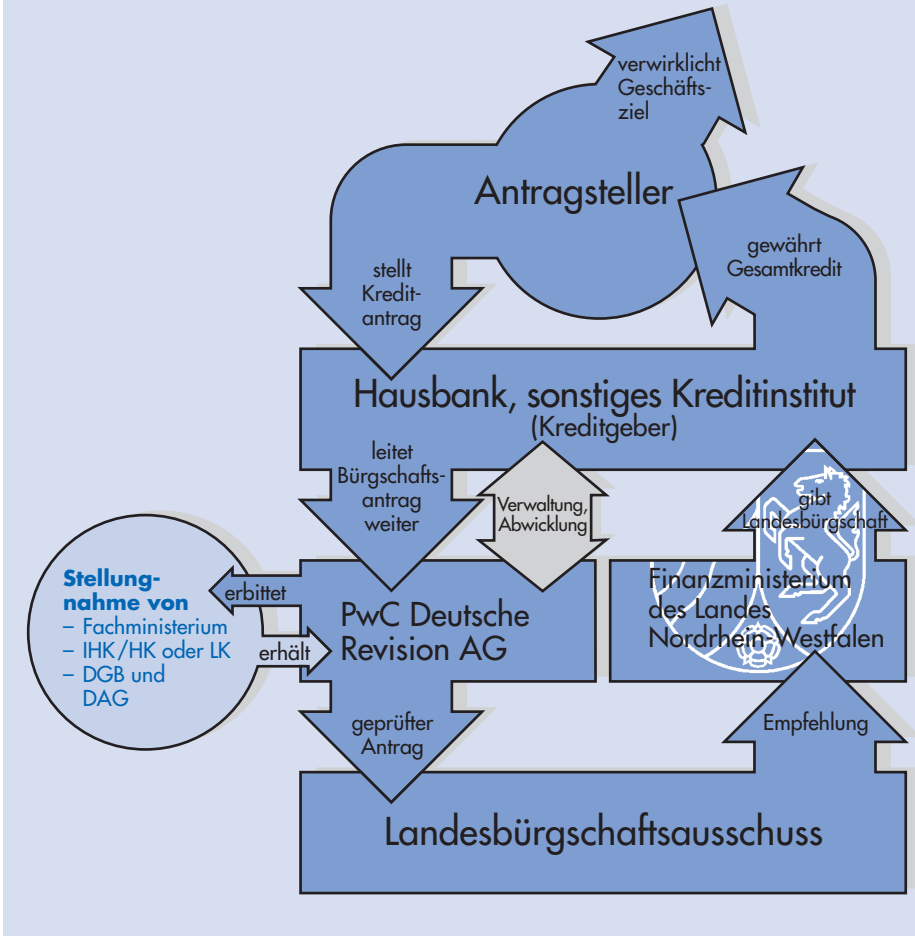 verwirklicht
Geschäfts-
ziel
Antragsteller
gewährt
Gesamtkredit
stellt
Kredit-
antrag
Hausbank, sonstiges Kreditinstitut
(Kreditgeber)
leitet
Bürgschafts-
antrag
weiter
Verwaltung,
Abwicklung
gibt
Landesbürgschaft
Stellung-
nahme von
– Fachministerium
– IHK/HK oder LK
– DGB und
DAG
erbittet
erhält
PwC Deutsche
Revision AG
Finanzministerium
des Landes
Nordrhein-Westfalen
geprüfter
Antrag
Empfehlung
Landesbürgschaftsausschuss